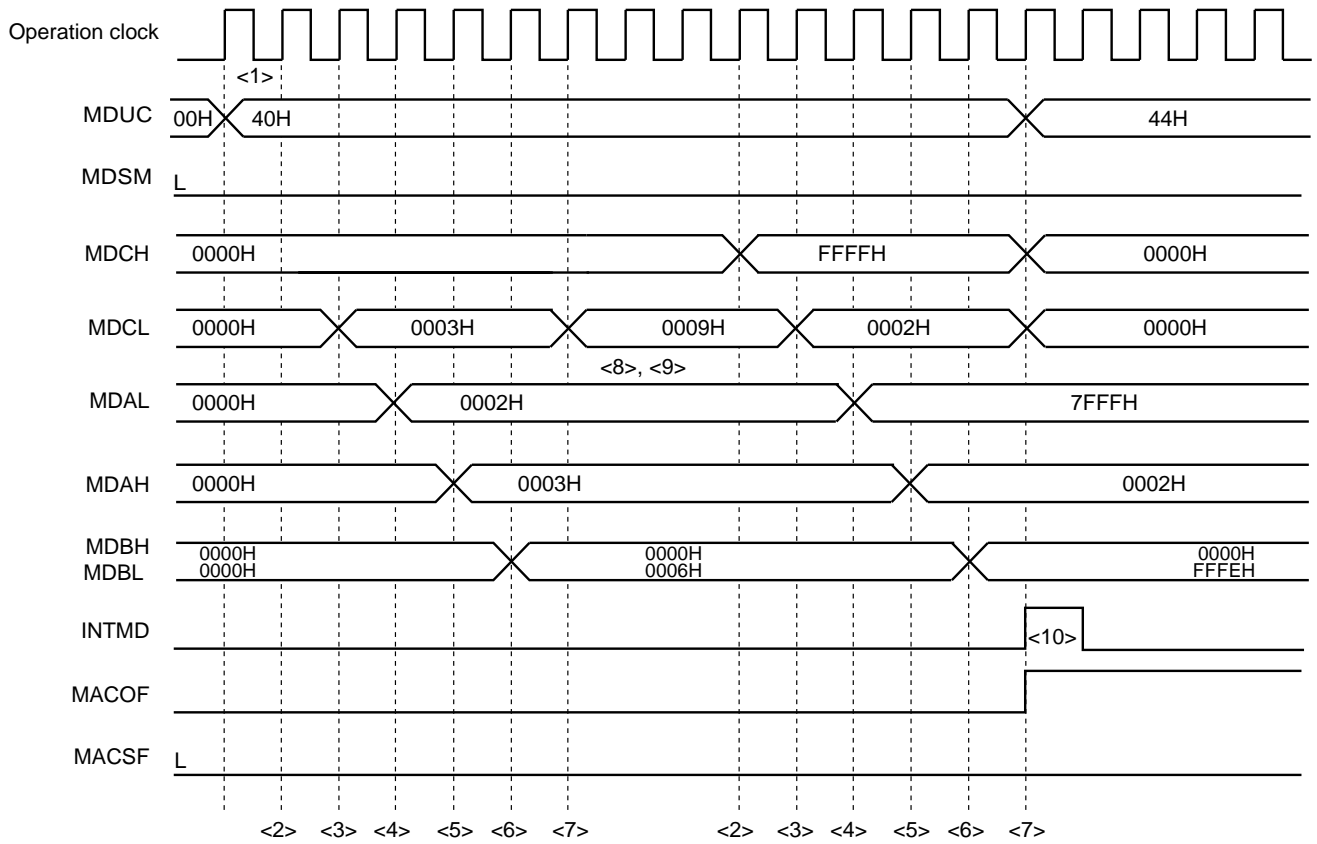 Operation clock
<1>
MDUC 00H 40H 44H
MDSM L
MDCH 0000H FFFFH 0000H
MDCL 0000H 0003H 0009H 0002H 0000H
<8>, <9>
MDAL 0000H 0002H 7FFFH
MDAH 0000H 0003H 0002H
MDBH 0000H 0000H 0000H
MDBL 0000H 0006H FFFEH
INTMD <10>
MACOF
MACSF L
<2> <3> <4> <5> <6> <7> <2> <3> <4> <5> <6> <7>